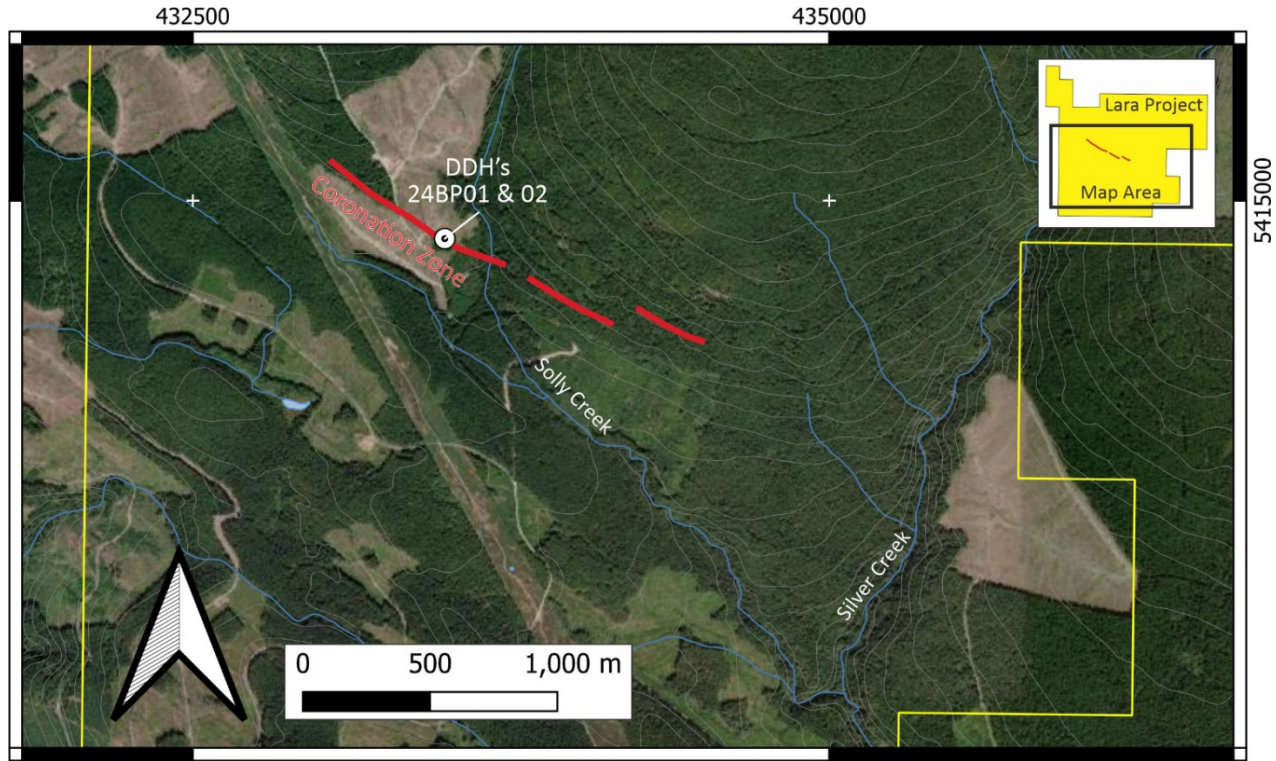 432500
435000
5415000
Lara Project
Map Area
DDH's
24BP01 & 02
Coronation Zone
Solly Creek
Silver Creek
0 500 1,000 m